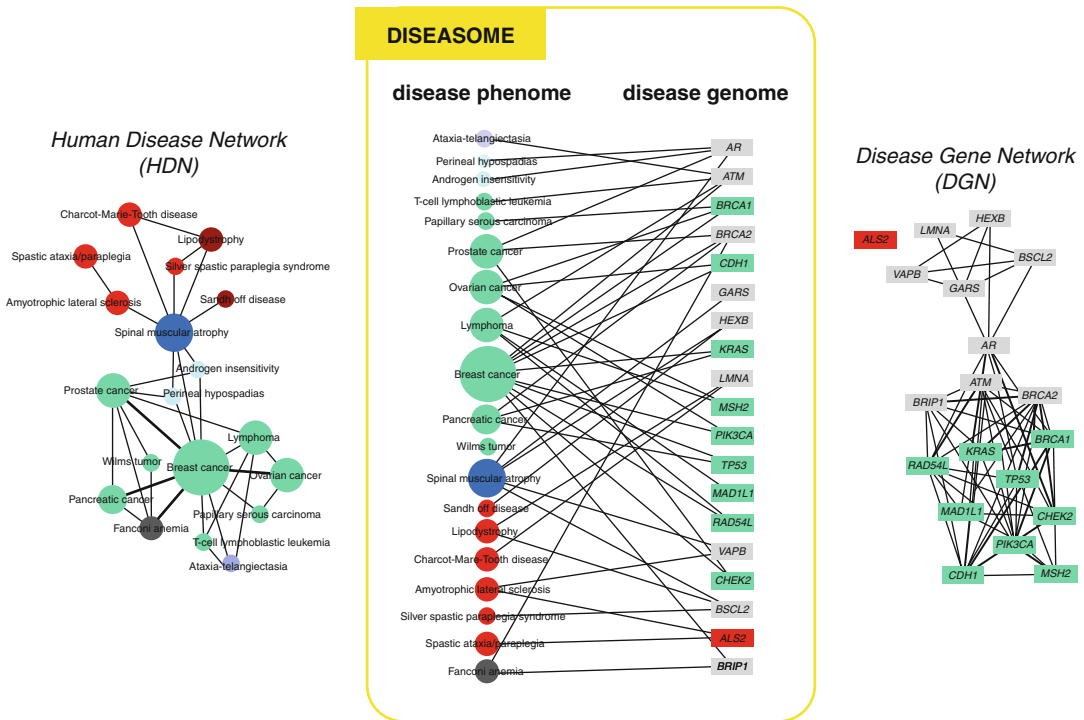 DISEASOME
disease phenome
disease genome
Human Disease Network
(HDN)
Charcot-Marie-Tooth disease
Lipodystrophy
Spastic ataxia/paraplegia
Silver spastic paraplegia syndrome
Amyotrophic lateral sclerosis
Sandh off disease
Spinal muscular atrophy
Androgen insensitivity
Prostate cancer
Perineal hypospadias
Lymphoma
Wilms tumor
Breast cancer
Ovarian cancer
Pancreatic cancer
Papillary serous carcinoma
Fanconi anemia
T-cell lymphoblastic leukemia
Ataxia-telangiectasia
Ataxia-telangiectasia
Perineal hypospadias
Androgen insensitivity
T-cell lymphoblastic leukemia
Papillary serous carcinoma
Prostate cancer
Ovarian cancer
Lymphoma
Breast cancer
Pancreatic cancer
Wilms tumor
Spinal muscular atrophy
Sandh off disease
Lipodystrophy
Charcot-Mare-Tooth disease
Amyotrophic lateral sclerosis
Silver spastic paraplegia syndrome
Spastic ataxia/paraplegia
Fanconi anemia
AR
ATM
BRCA1
BRCA2
CDH1
GARS
HEXB
KRAS
LMNA
MSH2
PIK3CA
TP53
MAD1L1
RAD54L
VAPB
CHEK2
BSCL2
ALS2
BRIP1
Disease Gene Network
(DGN)
HEXB
LMNA
ALS2
BSCL2
VAPB
GARS
AR
ATM
BRIP1
BRCA2
BRCA1
KRAS
RAD54L
TP53
MAD1L1
CHEK2
PIK3CA
CDH1
MSH2